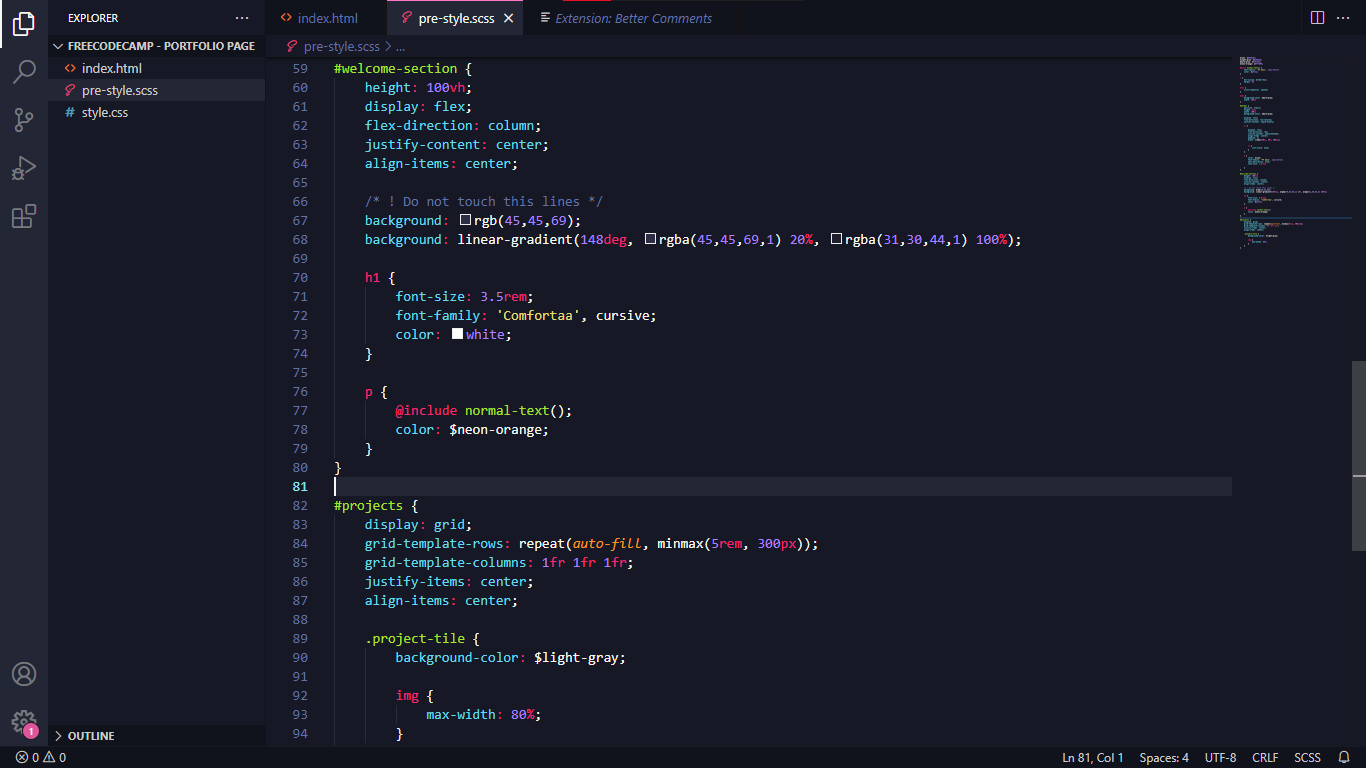 EXPLORER
FREECODECAMP - PORTFOLIO PAGE
index.html
pre-style.scss
# style.css
OUTLINE
index.html
pre-style.scss
Extension: Better Comments
pre-style.scss > ...
59 #welcome-section {
60 height: 100vh;
61 display: flex;
62 flex-direction: column;
63 justify-content: center;
64 align-items: center;
65
66 /* ! Do not touch this lines */
67 background: rgb(45,45,69);
68 background: linear-gradient(148deg, rgba(45,45,69,1) 20%, rgba(31,30,44,1) 100%);
69
70 h1 {
71 font-size: 3.5rem;
72 font-family: 'Comfortaa', cursive;
73 color: white;
74 }
75
76 p {
77 @include normal-text();
78 color: $neon-orange;
79 }
80 }
81
82 #projects {
83 display: grid;
84 grid-template-rows: repeat(auto-fill, minmax(5rem, 300px));
85 grid-template-columns: 1fr 1fr 1fr;
86 justify-items: center;
87 align-items: center;
88
89 .project-tile {
90 background-color: $light-gray;
91
92 img {
93 max-width: 80%;
94 }
1
0 0
Ln 81, Col 1 Spaces: 4 UTF-8 CRLF SCSS